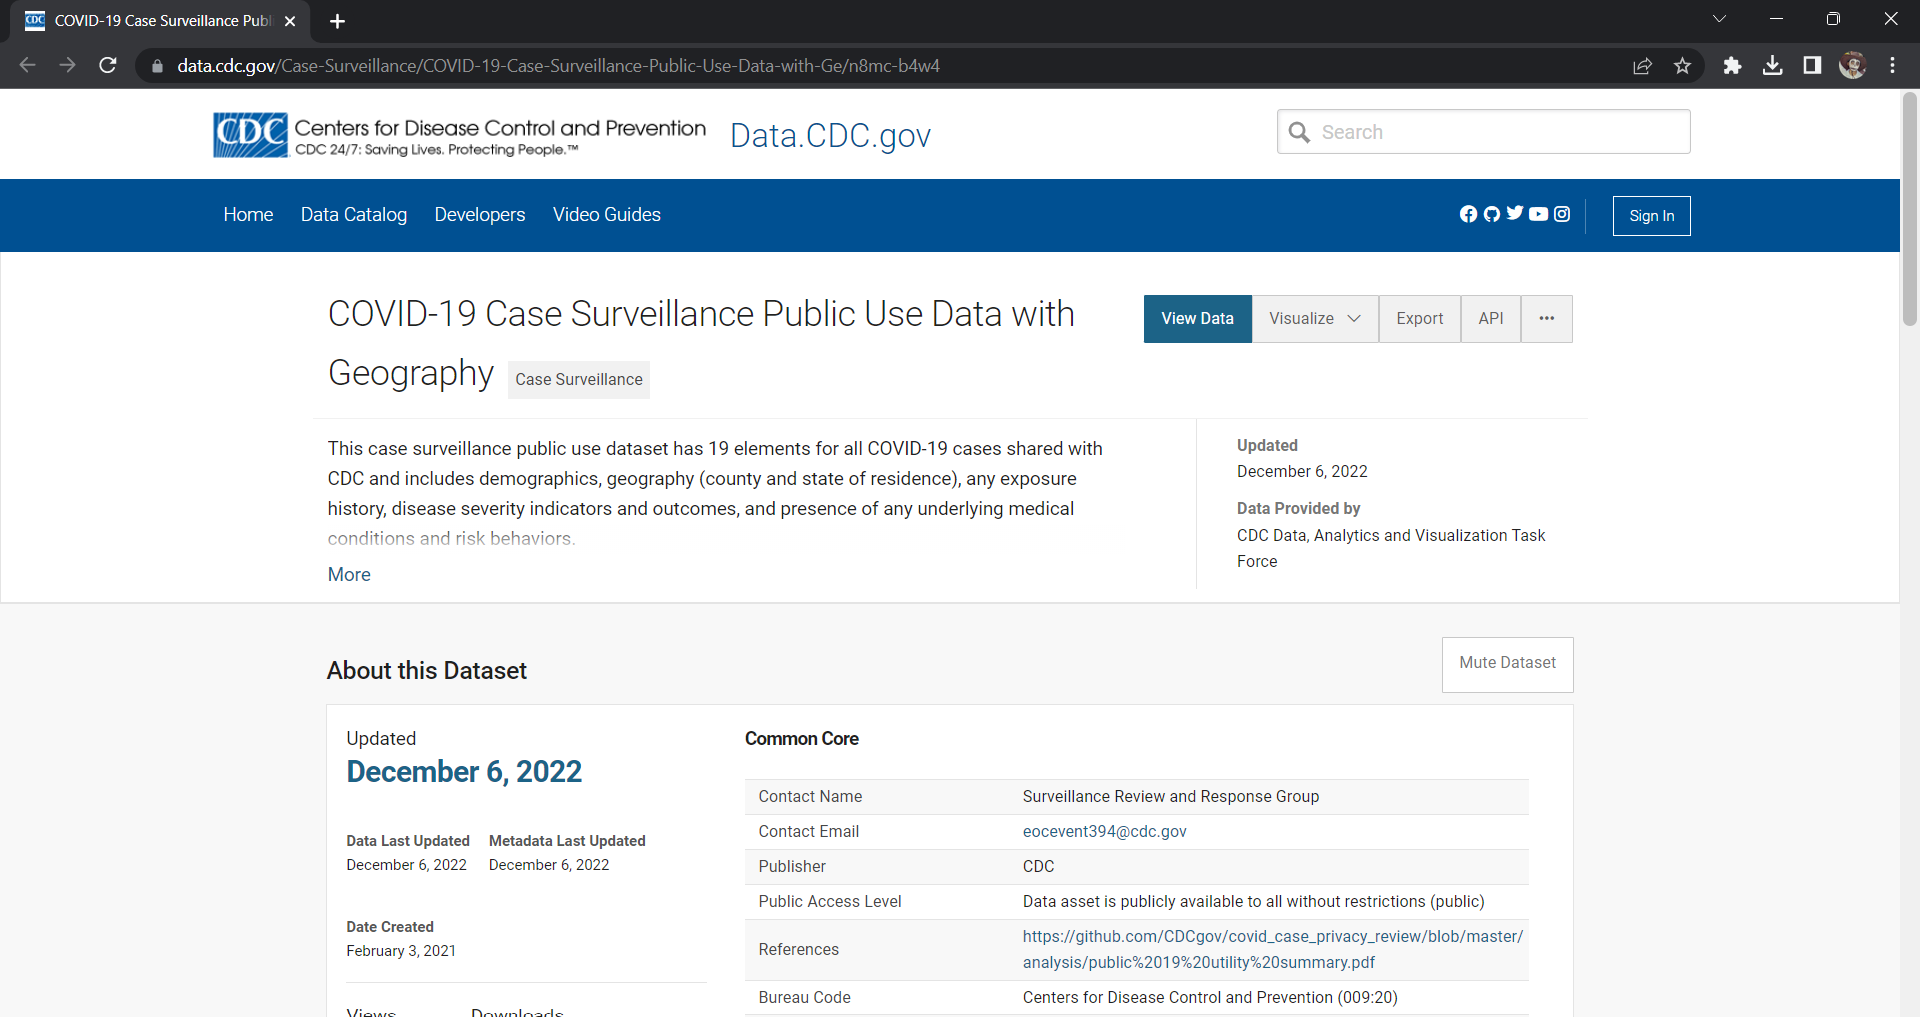 COVID-19 Case Surveillance Publ
data.cdc.gov/Case-Surveillance/COVID-19-Case-Surveillance-Public-Use-Data-with-Ge/n8mc-b4w4
CDC
Centers for Disease Control and Prevention
CDC 24/7: Saving Lives. Protecting People.™
Data.CDC.gov
Search
Home Data Catalog Developers Video Guides
Sign In
COVID-19 Case Surveillance Public Use Data with
Geography Case Surveillance
View Data Visualize Export API ···
This case surveillance public use dataset has 19 elements for all COVID-19 cases shared with
CDC and includes demographics, geography (county and state of residence), any exposure
history, disease severity indicators and outcomes, and presence of any underlying medical
conditions and risk behaviors.
More
Updated
December 6, 2022
Data Provided by
CDC Data, Analytics and Visualization Task
Force
About this Dataset
Mute Dataset
Updated
December 6, 2022
Data Last Updated Metadata Last Updated
December 6, 2022 December 6, 2022
Date Created
February 3, 2021
Views Downloads
Common Core
Contact Name Surveillance Review and Response Group
Contact Email eocevent394@cdc.gov
Publisher CDC
Public Access Level Data asset is publicly available to all without restrictions (public)
References https://github.com/CDCgov/covid_case_privacy_review/blob/master/
analysis/public%2019%20utility%20summary.pdf
Bureau Code Centers for Disease Control and Prevention (009:20)